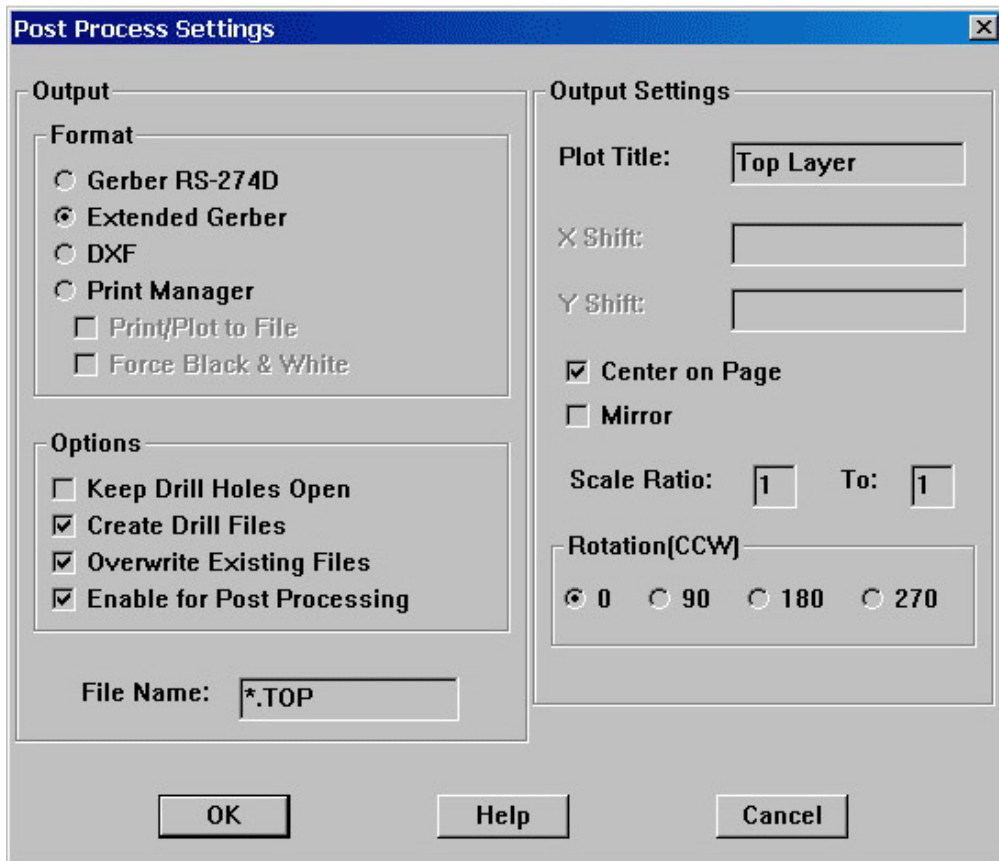 Post Process Settings
Output
Format
Gerber RS-274D
Extended Gerber
DXF
Print Manager
Print/Plot to File
Force Black & White
Options
Keep Drill Holes Open
Create Drill Files
Overwrite Existing Files
Enable for Post Processing
File Name: *.TOP
Output Settings
Plot Title: Top Layer
X Shift:
Y Shift:
Center on Page
Mirror
Scale Ratio: 1 To: 1
Rotation(CCW)
0 90 180 270
OK Help Cancel